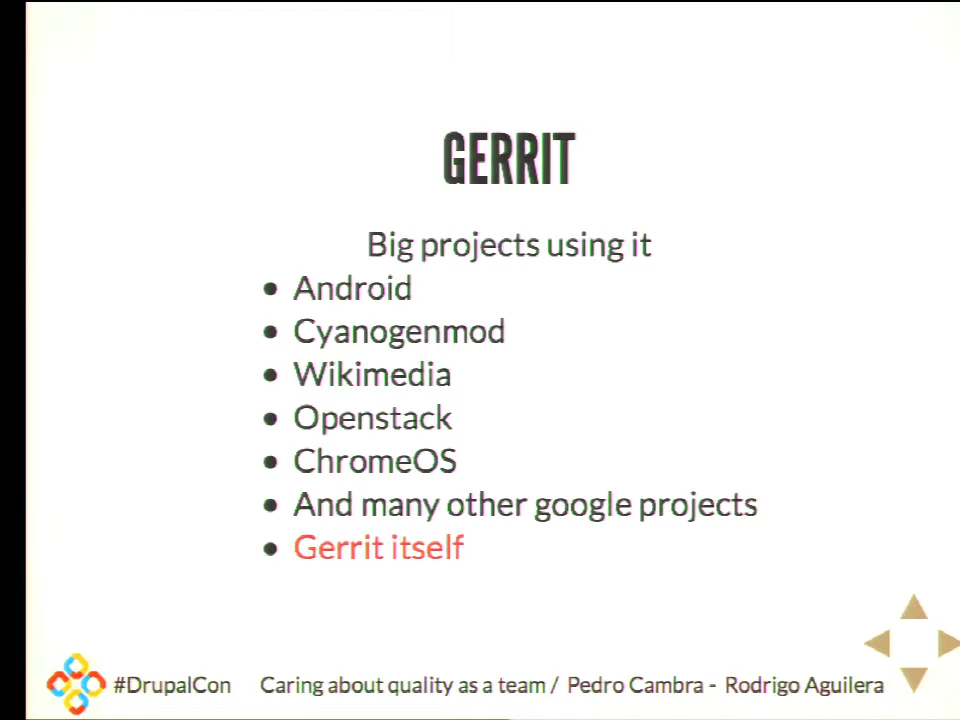 GERRIT
Big projects using it
Android
Cyanogenmod
Wikimedia
Openstack
ChromeOS
And many other google projects
Gerrit itself
#DrupalCon Caring about quality as a team / Pedro Cambra - Rodrigo Aguilera